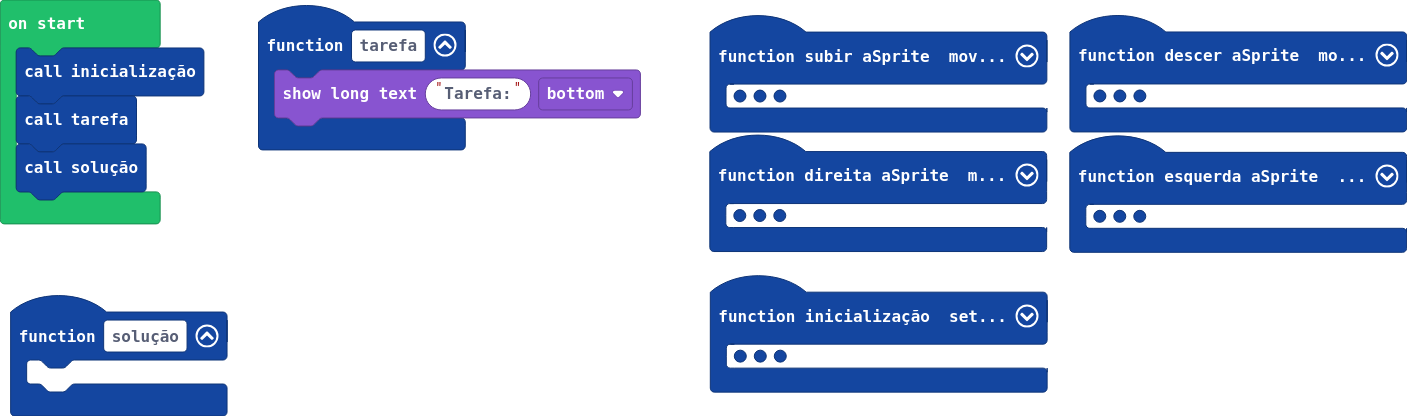 on start
call inicialização
call tarefa
call solução
function tarefa
show long text "Tarefa:" bottom
function subir aSprite mov...
function descer aSprite mo...
function direita aSprite m...
function esquerda aSprite ...
function inicialização set...
function solução